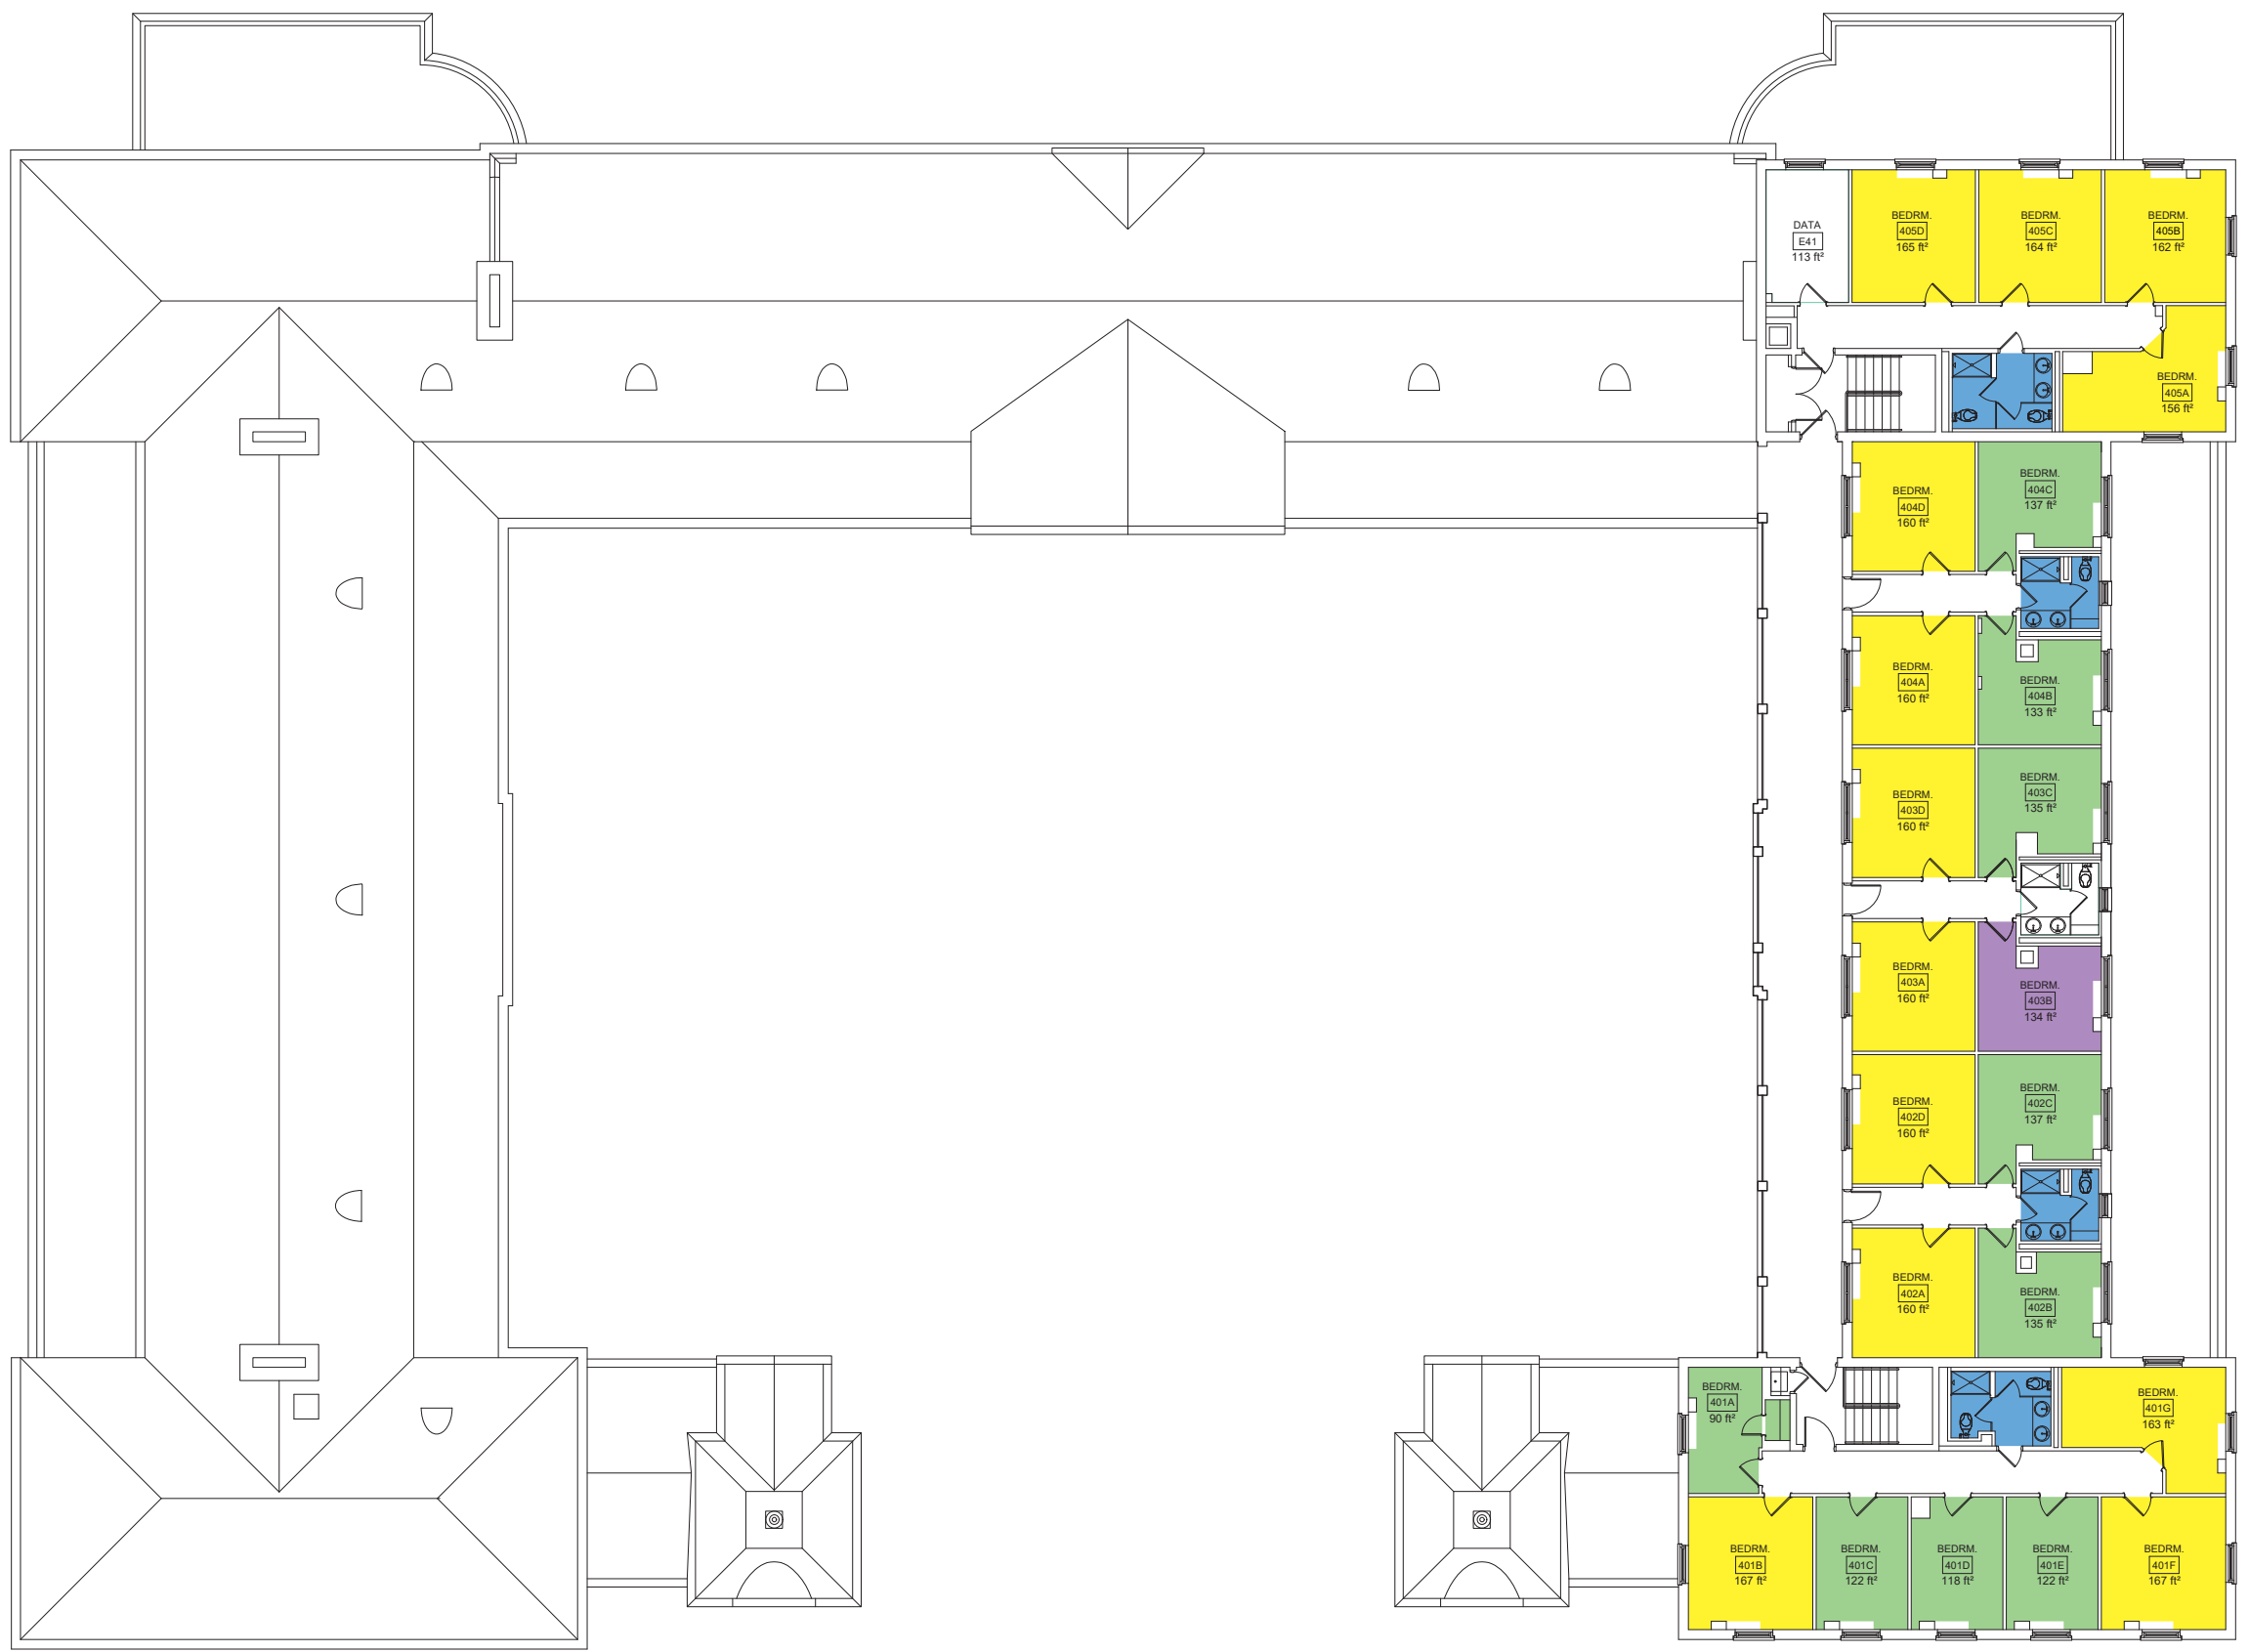 DATA
E41
113 ft²
BEDRM.
405D
165 ft²
BEDRM.
405C
164 ft²
BEDRM.
405B
162 ft²
BEDRM.
405A
156 ft²
BEDRM.
404D
160 ft²
BEDRM.
404C
137 ft²
BEDRM.
404A
160 ft²
BEDRM.
404B
133 ft²
BEDRM.
403D
160 ft²
BEDRM.
403C
135 ft²
BEDRM.
403A
160 ft²
BEDRM.
403B
134 ft²
BEDRM.
402D
160 ft²
BEDRM.
402C
137 ft²
BEDRM.
402A
160 ft²
BEDRM.
402B
135 ft²
BEDRM.
401A
90 ft²
BEDRM.
401G
163 ft²
BEDRM.
401B
167 ft²
BEDRM.
401C
122 ft²
BEDRM.
401D
118 ft²
BEDRM.
401E
122 ft²
BEDRM.
401F
167 ft²